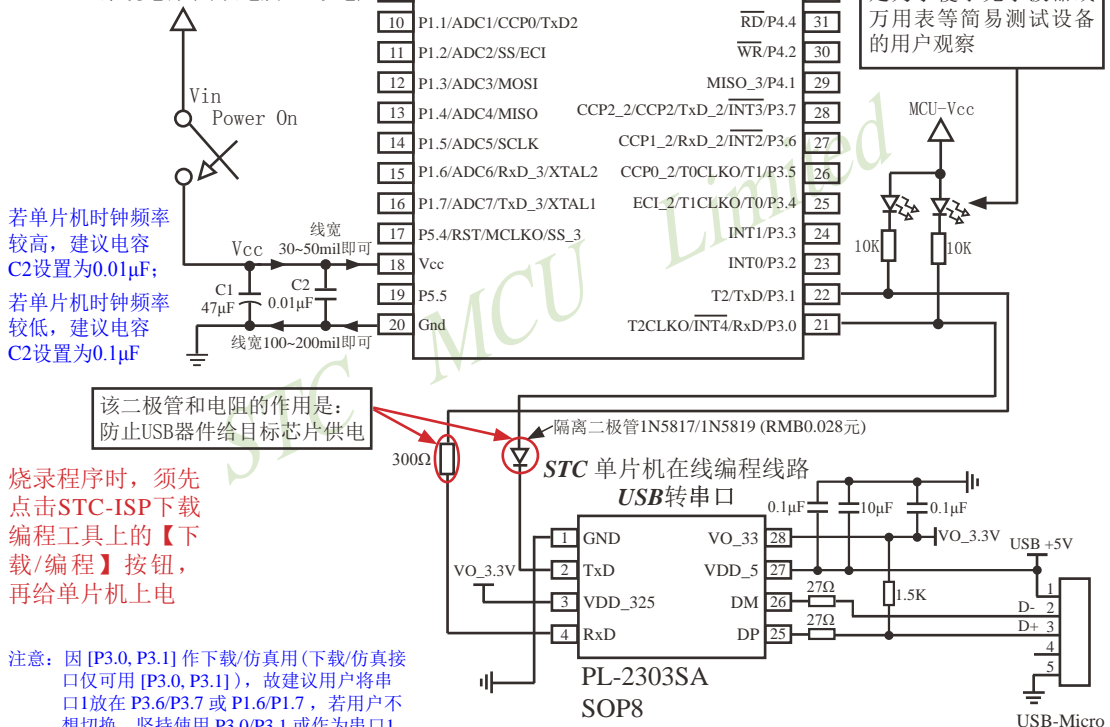 10 P1.1/ADC1/CCP0/TxD2
RD/P4.4 31
11 P1.2/ADC2/SS/ECI
WR/P4.2 30
12 P1.3/ADC3/MOSI
MISO_3/P4.1 29
13 P1.4/ADC4/MISO
CCP2_2/CCP2/TxD_2/INT3/P3.7 28
14 P1.5/ADC5/SCLK
CCP1_2/RxD_2/INT2/P3.6 27
15 P1.6/ADC6/RxD_3/XTAL2
CCP0_2/T0CLKO/T1/P3.5 26
16 P1.7/ADC7/TxD_3/XTAL1
ECI_2/T1CLKO/T0/P3.4 25
17 P5.4/RST/MCLKO/SS_3
INT1/P3.3 24
18 Vcc
INT0/P3.2 23
19 P5.5
T2/TxD/P3.1 22
20 Gnd
T2CLKO/INT4/RxD/P3.0 21
万用表等简易测试设备
的用户观察
MCU-Vcc
10K
10K
Vin
Power On
若单片机时钟频率
较高，建议电容
C2设置为0.01μF；
若单片机时钟频率
较低，建议电容
C2设置为0.1μF
Vcc
线宽
30~50mil即可
C1
47μF
C2
0.01μF
线宽100~200mil即可
STC MCU Limited
该二极管和电阻的作用是：
防止USB器件给目标芯片供电
300Ω
隔离二极管1N5817/1N5819 (RMB0.028元)
STC 单片机在线编程线路
USB转串口
烧录程序时，须先
点击STC-ISP下载
编程工具上的【下
载/编程】按钮，
再给单片机上电
0.1μF
10μF
0.1μF
VO_3.3V
USB +5V
VO_3.3V
1 GND
VO_33 28
2 TxD
VDD_5 27
3 VDD_325
DM 26
4 RxD
DP 25
27Ω
27Ω
1.5K
1
D- 2
D+ 3
4
5
PL-2303SA
SOP8
USB-Micro
注意：因 [P3.0, P3.1] 作下载/仿真用(下载/仿真接
口仅可用 [P3.0, P3.1] )，故建议用户将串
口1放在 P3.6/P3.7 或 P1.6/P1.7 ，若用户不
想切换，坚持使用 P3.0/P3.1 或作为串口1